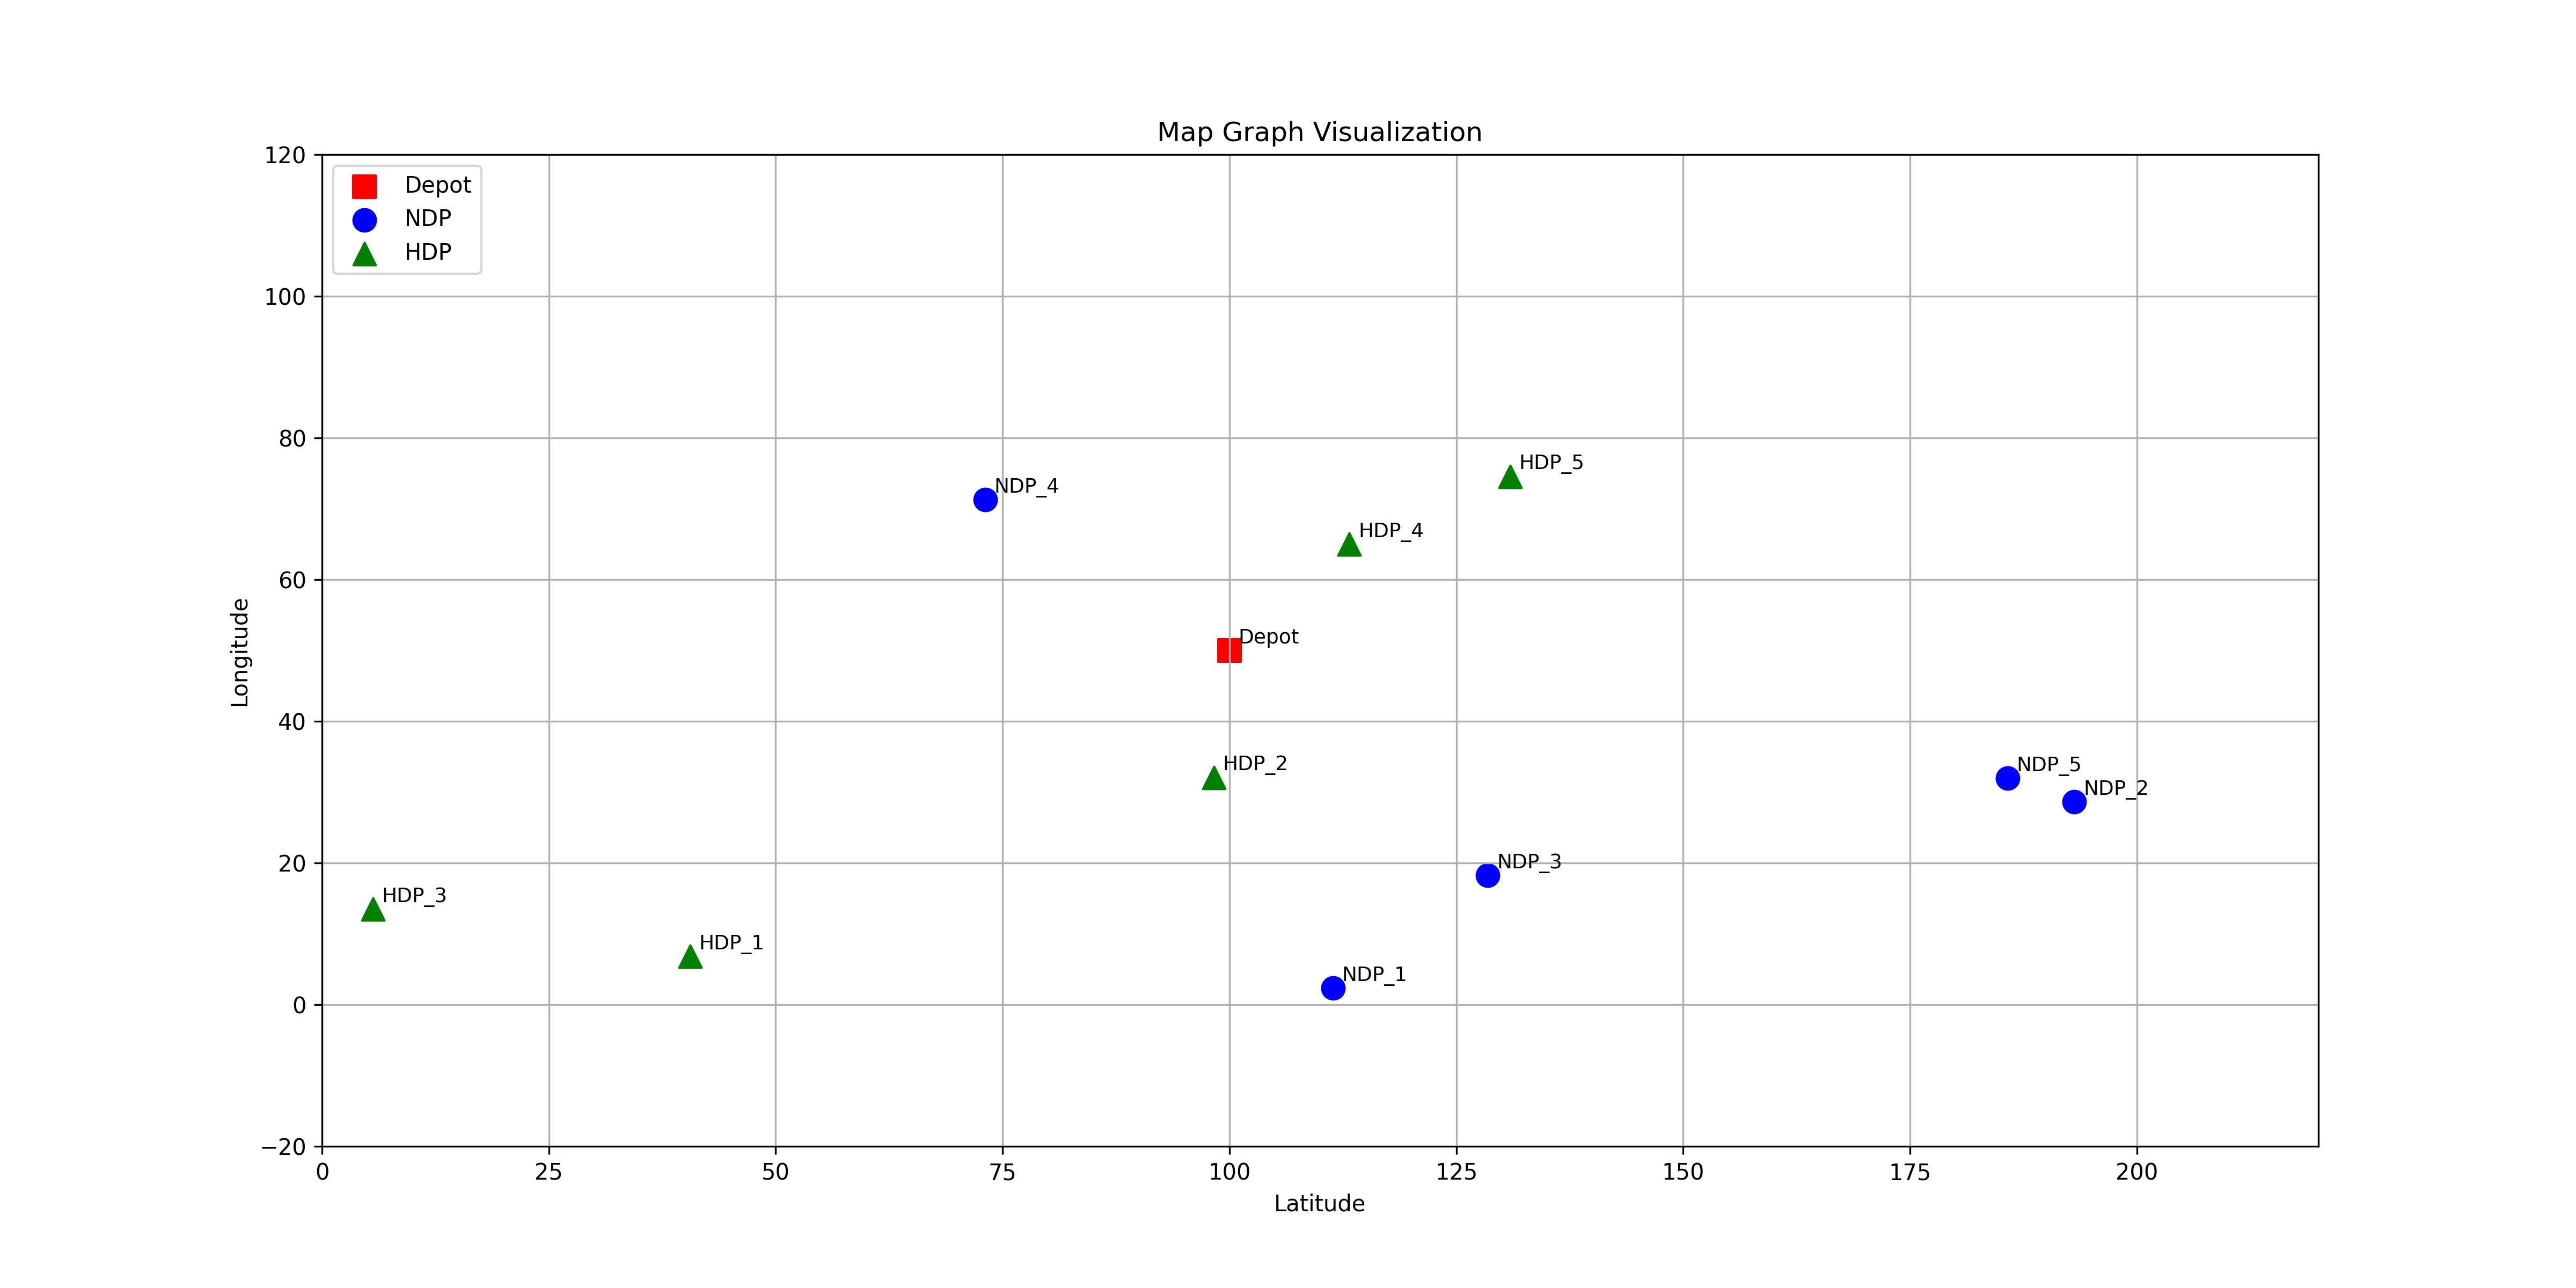 Map Graph Visualization
120
100
80
60
40
20
0
−20
Longitude
Depot
NDP
HDP
HDP_5
NDP_4
HDP_4
Depot
HDP_2
NDP_5
NDP_2
NDP_3
HDP_3
HDP_1
NDP_1
0 25 50 75 100 125 150 175 200
Latitude